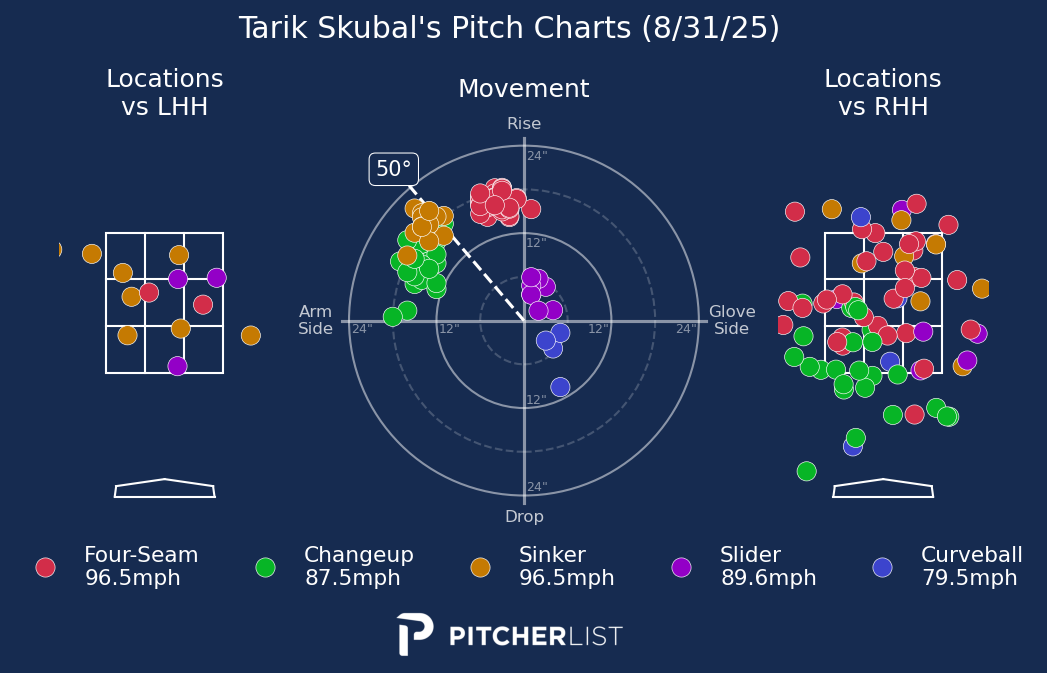 Tarik Skubal's Pitch Charts (8/31/25)
Locations
vs LHH
Movement
Locations
vs RHH
Rise
24"
50°
12"
Arm
Side
24"
12"
12"
24"
Glove
Side
12"
24"
Drop
Four-Seam
96.5mph
Changeup
87.5mph
Sinker
96.5mph
Slider
89.6mph
Curveball
79.5mph
PITCHERLIST